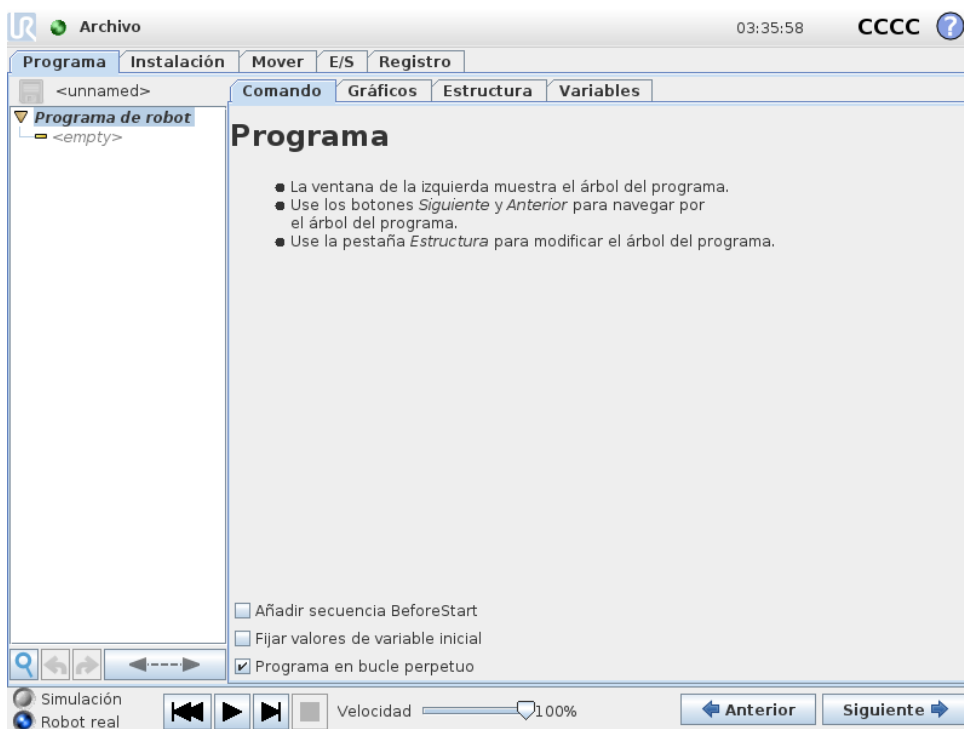 UR Archivo 03:35:58 CCCC ?
Programa Instalación Mover E/S Registro
<unnamed>
Comando Gráficos Estructura Variables
Programa de robot
<empty>
Programa
La ventana de la izquierda muestra el árbol del programa.
Use los botones Siguiente y Anterior para navegar por
el árbol del programa.
Use la pestaña Estructura para modificar el árbol del programa.
Añadir secuencia BeforeStart
Fijar valores de variable inicial
Programa en bucle perpetuo
Simulación
Robot real
Velocidad 100%
Anterior Siguiente